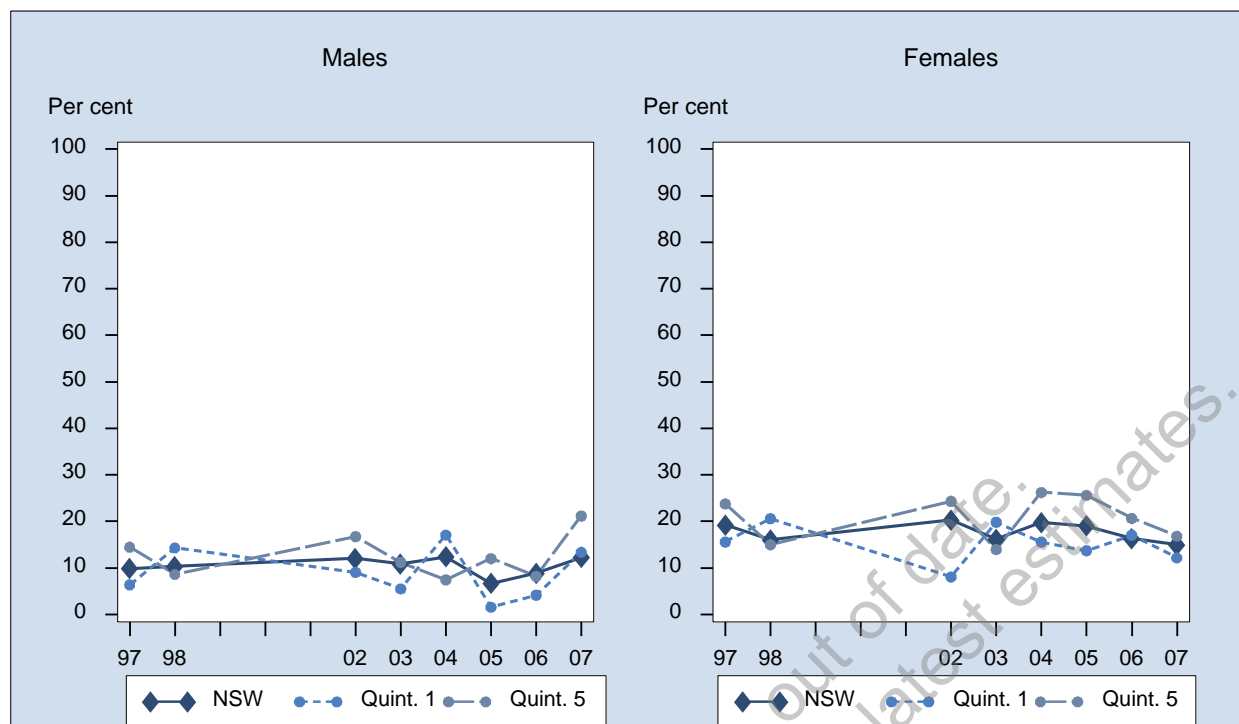 Males
Per cent
100
90
80
70
60
50
40
30
20
10
0
97 98 02 03 04 05 06 07
NSW Quint. 1 Quint. 5
Females
Per cent
100
90
80
70
60
50
40
30
20
10
0
97 98 02 03 04 05 06 07
NSW Quint. 1 Quint. 5
out of date.
latest estimates.